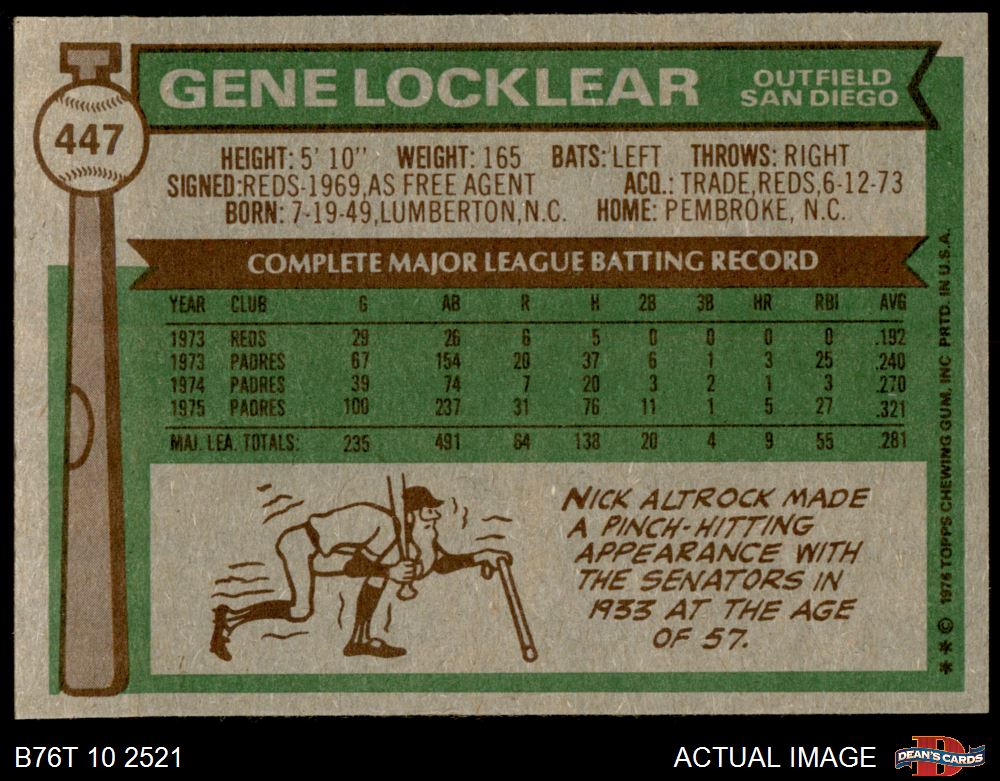 GENE LOCKLEAR
OUTFIELD
SAN DIEGO
447
HEIGHT: 5' 10" WEIGHT: 165 BATS: LEFT THROWS: RIGHT
SIGNED:REDS-1969,AS FREE AGENT ACQ.: TRADE,REDS,6-12-73
BORN: 7-19-49,LUMBERTON,N.C. HOME: PEMBROKE, N.C.
COMPLETE MAJOR LEAGUE BATTING RECORD
YEAR CLUB G AB R H 2B 3B HR RBI AVG
1973 REDS 29 26 6 5 0 0 0 0 .192
1973 PADRES 67 154 20 37 6 1 3 25 .240
1974 PADRES 39 74 7 20 3 2 1 3 .270
1975 PADRES 100 237 31 76 11 1 5 27 .321
MAJ. LEA. TOTALS: 235 491 64 138 20 4 9 55 .281
NICK ALTROCK MADE
A PINCH-HITTING
APPEARANCE WITH
THE SENATORS IN
1933 AT THE AGE
OF 57.
* * © 1976 TOPPS CHEWING GUM, INC. PRTD. IN U.S.A.
B76T 10 2521
ACTUAL IMAGE
D
DEAN'S CARDS